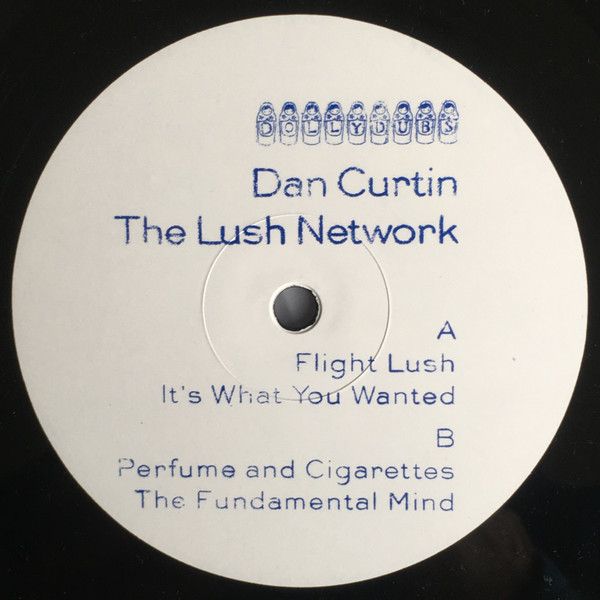 DOLLYDUBS
Dan Curtin
The Lush Network
A
Flight Lush
It's What You Wanted
B
Perfume and Cigarettes
The Fundamental Mind